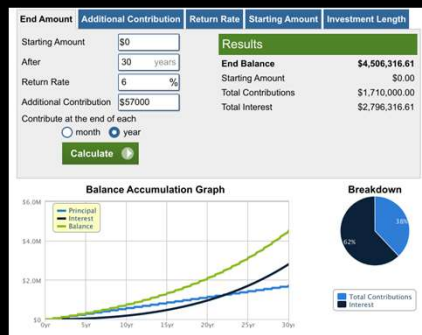 End Amount Additional Contribution Return Rate Starting Amount Investment Length
Starting Amount $0
After 30 years
Return Rate 6 %
Additional Contribution $57000
Contribute at the end of each
month year
Calculate
Results
End Balance $4,506,316.61
Starting Amount $0.00
Total Contributions $1,710,000.00
Total Interest $2,796,316.61
Balance Accumulation Graph
$6.0M
$4.0M
$2.0M
$0
Principal
Interest
Balance
0yr 5yr 10yr 15yr 20yr 25yr 30yr
Breakdown
38%
62%
Total Contributions
Interest